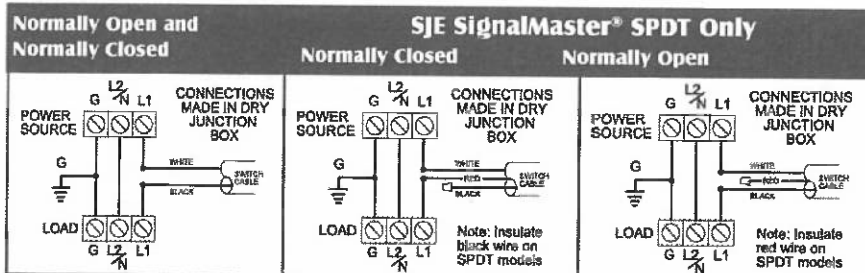 Normally Open and
Normally Closed
SJE SignalMaster® SPDT Only
Normally Closed
Normally Open
G L2/N L1
CONNECTIONS
MADE IN DRY
JUNCTION
BOX
POWER
SOURCE
G
WHITE
SWITCH
CABLE
BLACK
LOAD
G L2/N L1
G L2/N L1
CONNECTIONS
MADE IN DRY
JUNCTION
BOX
POWER
SOURCE
G
WHITE
RED
SWITCH
CABLE
BLACK
LOAD
G L2/N L1
Note: Insulate
black wire on
SPDT models
G L2/N L1
CONNECTIONS
MADE IN DRY
JUNCTION
BOX
POWER
SOURCE
G
WHITE
RED
SWITCH
CABLE
BLACK
LOAD
G L2/N L1
Note: Insulate
red wire on
SPDT models